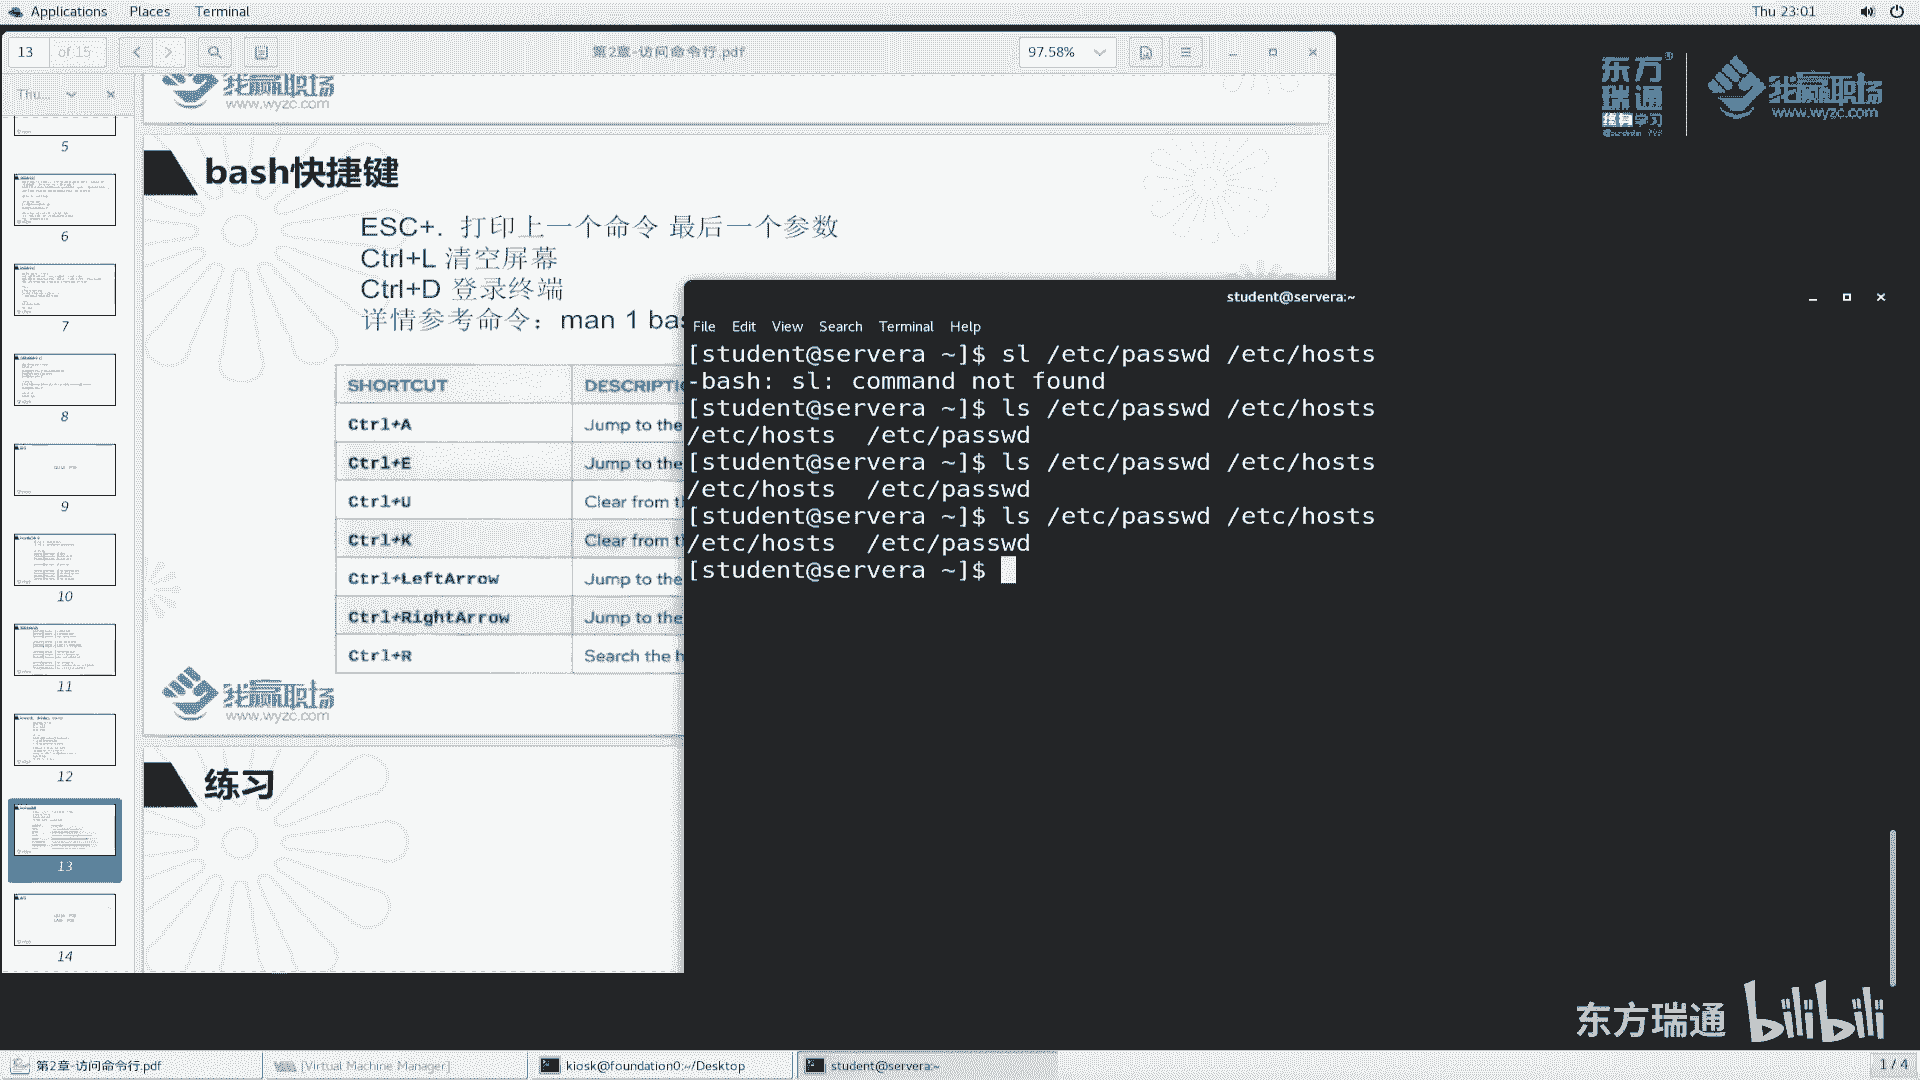 Applications Places Terminal
Thu 23:01
13 of 15
第2章-访问命令行.pdf
97.58%
Thu...
我赢职场
www.wyzc.com
东方瑞通
终身学习
我赢职场
www.wyzc.com
5
6
7
8
9
10
11
12
13
14
bash快捷键
ESC+. 打印上一个命令 最后一个参数
Ctrl+L 清空屏幕
Ctrl+D 登录终端
详情参考命令：man 1 bas
SHORTCUT DESCRIPTIO
Ctrl+A Jump to the
Ctrl+E Jump to the
Ctrl+U Clear from t
Ctrl+K Clear from t
Ctrl+LeftArrow Jump to the
Ctrl+RightArrow Jump to the
Ctrl+R Search the h
我赢职场
www.wyzc.com
练习
student@servera:~
File Edit View Search Terminal Help
[student@servera ~]$ sl /etc/passwd /etc/hosts
-bash: sl: command not found
[student@servera ~]$ ls /etc/passwd /etc/hosts
/etc/hosts /etc/passwd
[student@servera ~]$ ls /etc/passwd /etc/hosts
/etc/hosts /etc/passwd
[student@servera ~]$ ls /etc/passwd /etc/hosts
/etc/hosts /etc/passwd
[student@servera ~]$
东方瑞通 bilibili
第2章-访问命令行.pdf
[Virtual Machine Manager]
kiosk@foundation0:~/Desktop
student@servera:~
1 / 4